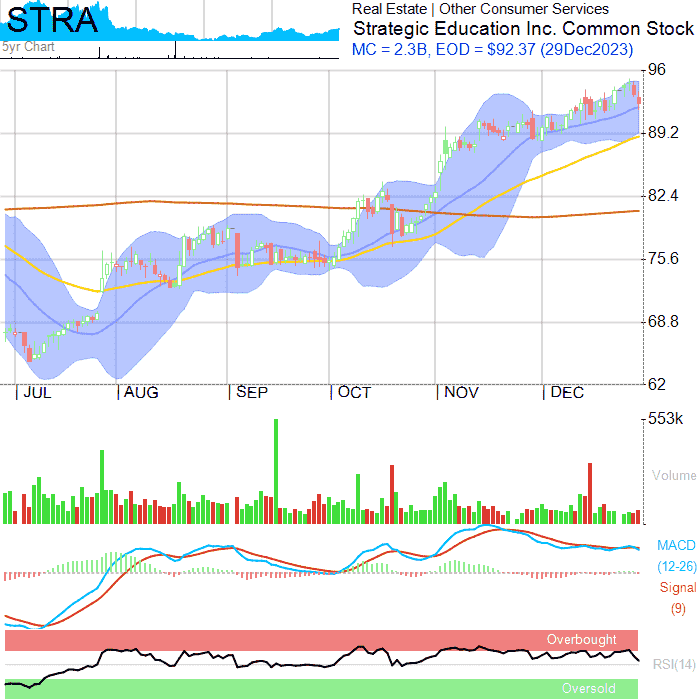 STRA
5yr Chart
Real Estate | Other Consumer Services
Strategic Education Inc. Common Stock
MC = 2.3B, EOD = $92.37 (29Dec2023)
96
89.2
82.4
75.6
68.8
62
JUL AUG SEP OCT NOV DEC
553k
Volume
MACD
(12-26)
Signal
(9)
Overbought
RSI(14)
Oversold